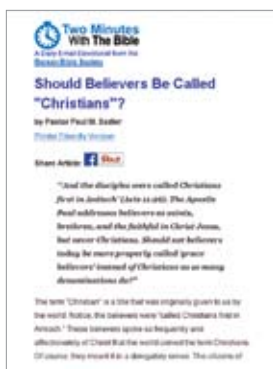 Two Minutes
With The Bible
A Daily Email Devotional from the
Berean Bible Society
Should Believers Be Called
"Christians"?
by Pastor Paul M. Sadler
Printer Friendly Version
Share Article:
"'And the disciples were called Christians
first in Antioch' (Acts 11:26). The Apostle
Paul addresses believers as saints,
brethren, and the faithful in Christ Jesus,
but never Christians. Should not believers
today be more properly called 'grace
believers' instead of Christians as so many
denominations do?"
The term "Christian" is a title that was originally given to us by
the world. Notice, the believers were "called Christians first in
Antioch." These believers spoke so frequently and
affectionately of Christ that the world coined the term Christians.
Of course, they meant it in a derogatory sense. The citizens of